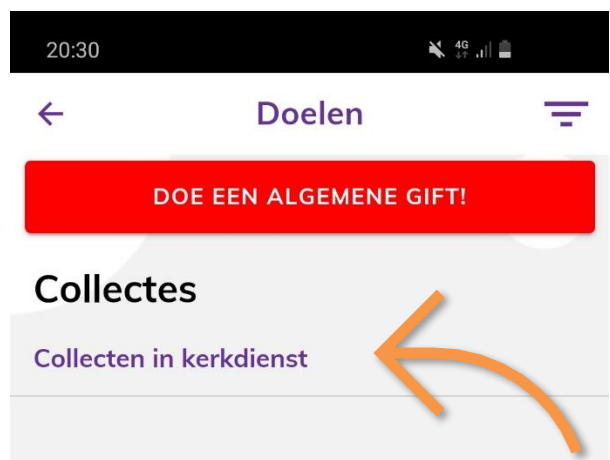 20:30
4G
Doelen
DOE EEN ALGEMENE GIFT!
Collectes
Collecten in kerkdienst